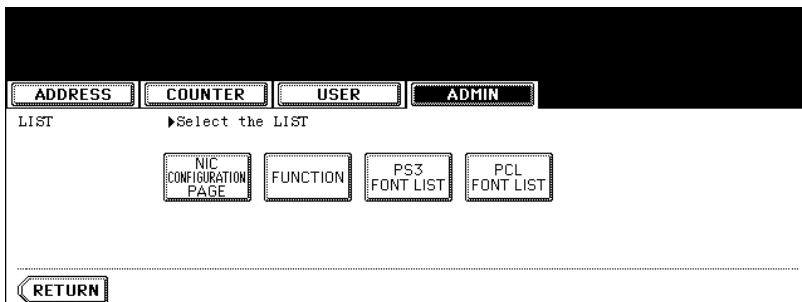 ADDRESS COUNTER USER ADMIN
LIST ▶Select the LIST
NIC CONFIGURATION PAGE
FUNCTION
PS3 FONT LIST
PCL FONT LIST
RETURN